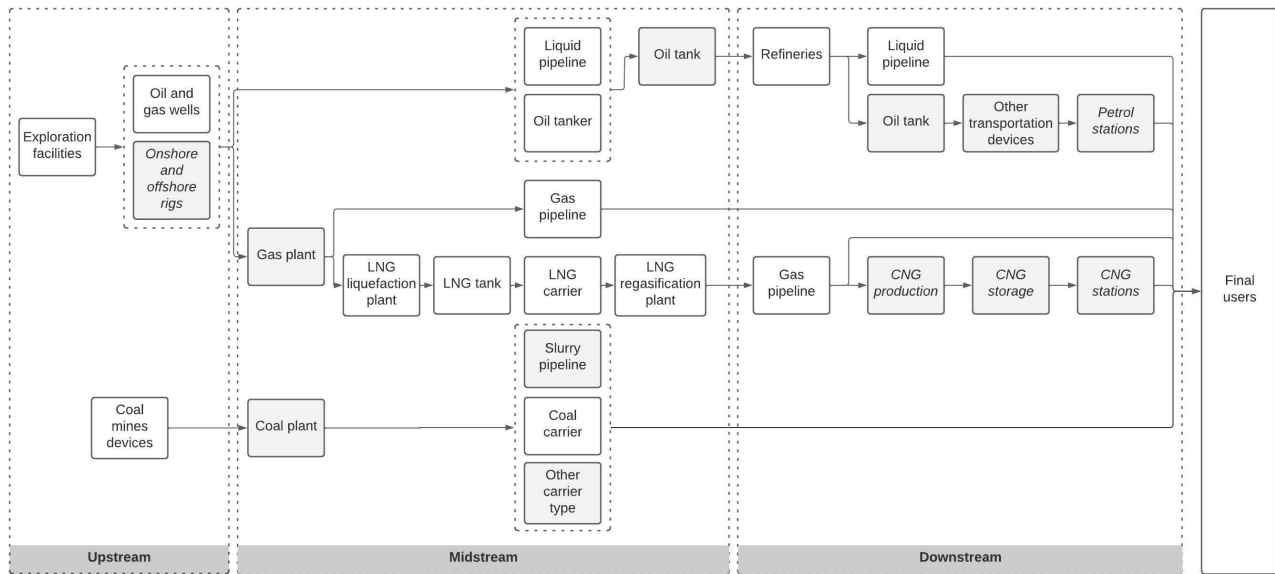 Exploration
facilities
Oil and
gas wells
Onshore
and
offshore
rigs
Coal
mines
devices
Upstream
Liquid
pipeline
Oil tanker
Oil tank
Gas plant
Gas
pipeline
LNG
liquefaction
plant
LNG tank
LNG
carrier
LNG
regasification
plant
Coal plant
Slurry
pipeline
Coal
carrier
Other
carrier
type
Midstream
Refineries
Liquid
pipeline
Oil tank
Other
transportation
devices
Petrol
stations
Gas
pipeline
CNG
production
CNG
storage
CNG
stations
Downstream
Final
users